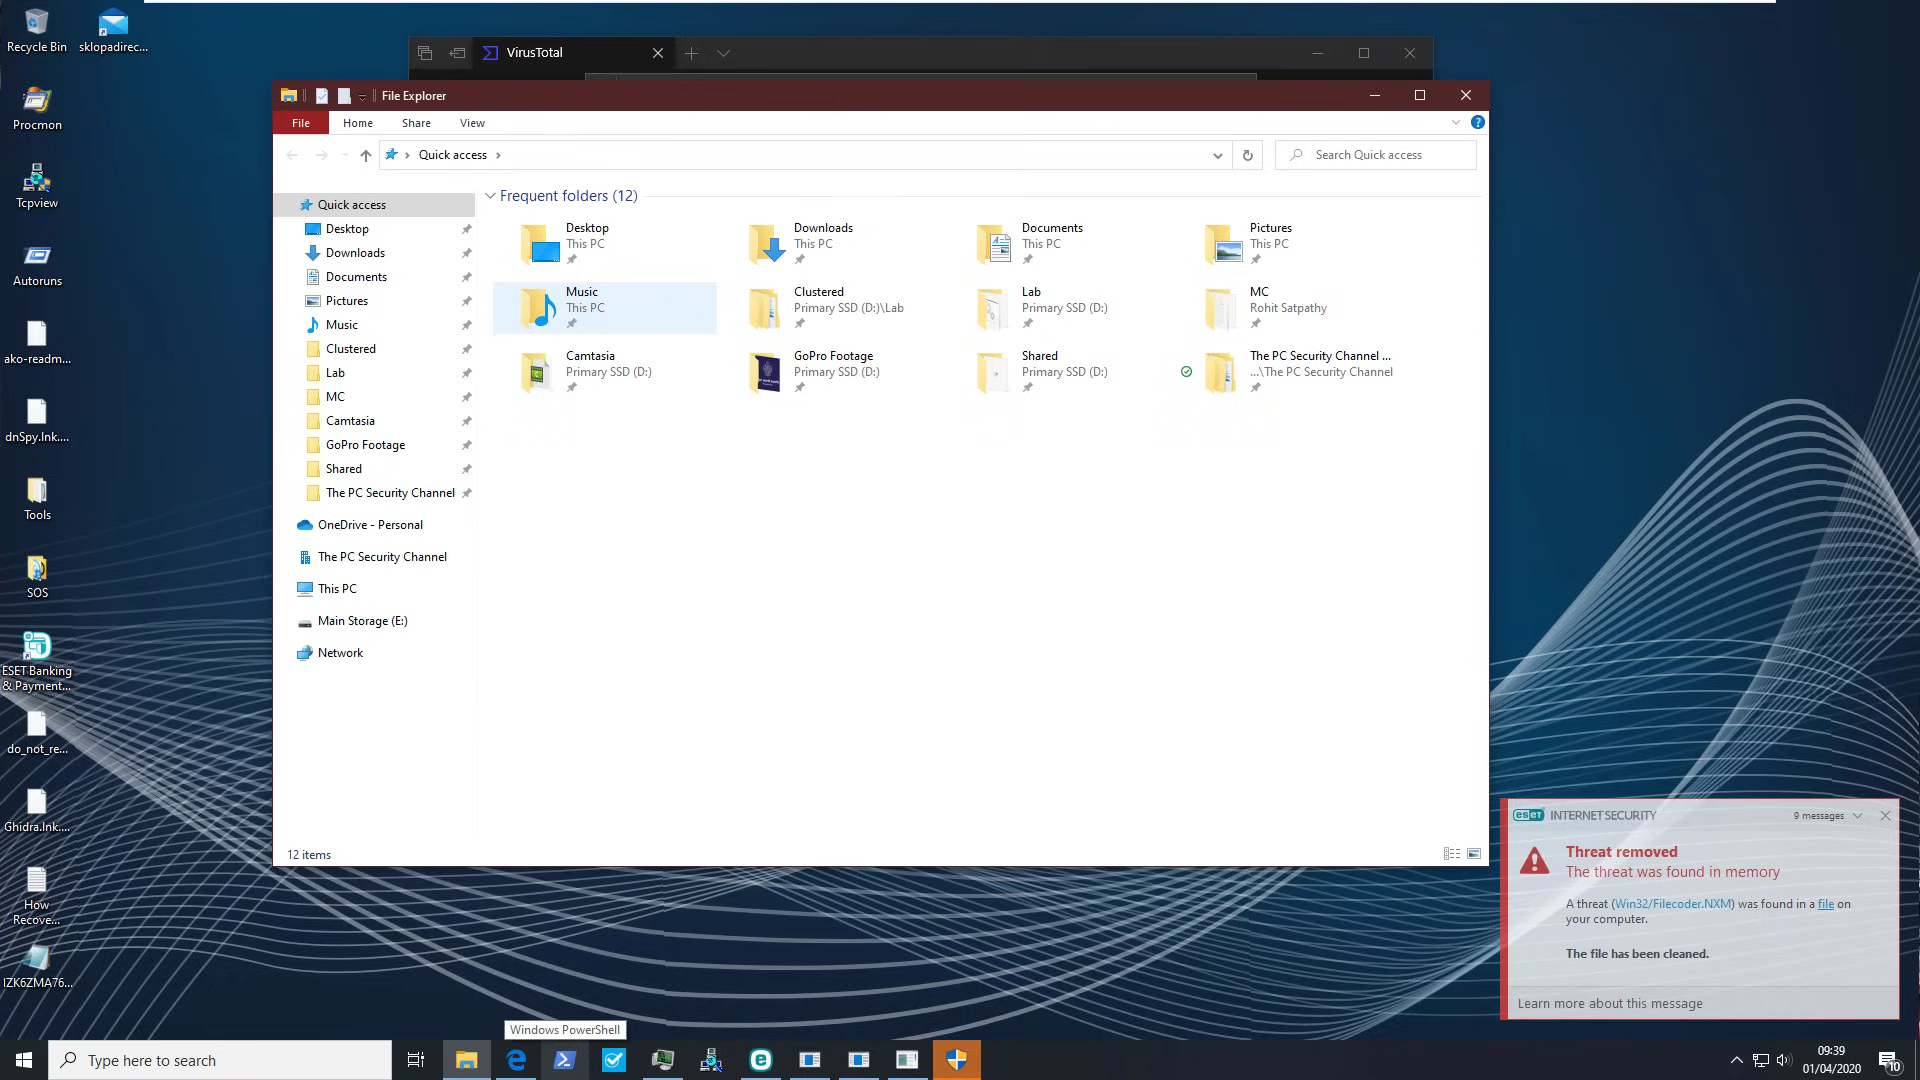 Recycle Bin
sklopadirec...
Procmon
Tcpview
Autoruns
ako-readm...
dnSpy.lnk....
Tools
SOS
ESET Banking
& Payment...
do_not_re...
Ghidra.lnk....
How
Recove...
IZK6ZMA76...
VirusTotal
File Explorer
File
Home
Share
View
Quick access
Search Quick access
Quick access
Desktop
Downloads
Documents
Pictures
Music
Clustered
Lab
MC
Camtasia
GoPro Footage
Shared
The PC Security Channel
OneDrive - Personal
The PC Security Channel
This PC
Main Storage (E:)
Network
Frequent folders (12)
Desktop
This PC
Downloads
This PC
Documents
This PC
Pictures
This PC
Music
This PC
Clustered
Primary SSD (D:)\Lab
Lab
Primary SSD (D:)
MC
Rohit Satpathy
Camtasia
Primary SSD (D:)
GoPro Footage
Primary SSD (D:)
Shared
Primary SSD (D:)
The PC Security Channel ...
...\The PC Security Channel
12 items
eset INTERNET SECURITY
9 messages
Threat removed
The threat was found in memory
A threat (Win32/Filecoder.NXM) was found in a file on
your computer.
The file has been cleaned.
Learn more about this message
Windows PowerShell
Type here to search
09:39
01/04/2020
10